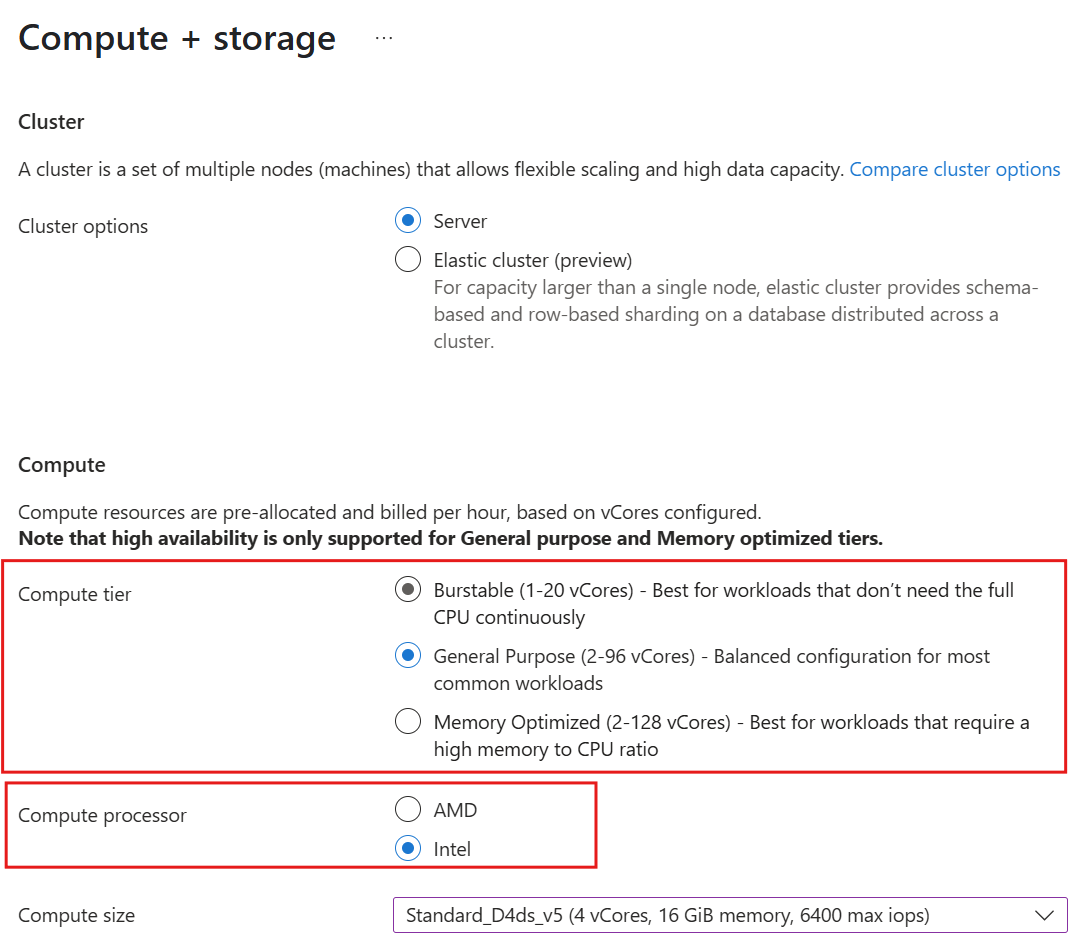 Compute + storage ...
Cluster
A cluster is a set of multiple nodes (machines) that allows flexible scaling and high data capacity. Compare cluster options
Cluster options
Server
Elastic cluster (preview)
For capacity larger than a single node, elastic cluster provides schema-
based and row-based sharding on a database distributed across a
cluster.
Compute
Compute resources are pre-allocated and billed per hour, based on vCores configured.
Note that high availability is only supported for General purpose and Memory optimized tiers.
Compute tier
Burstable (1-20 vCores) - Best for workloads that don’t need the full
CPU continuously
General Purpose (2-96 vCores) - Balanced configuration for most
common workloads
Memory Optimized (2-128 vCores) - Best for workloads that require a
high memory to CPU ratio
Compute processor
AMD
Intel
Compute size
Standard_D4ds_v5 (4 vCores, 16 GiB memory, 6400 max iops)